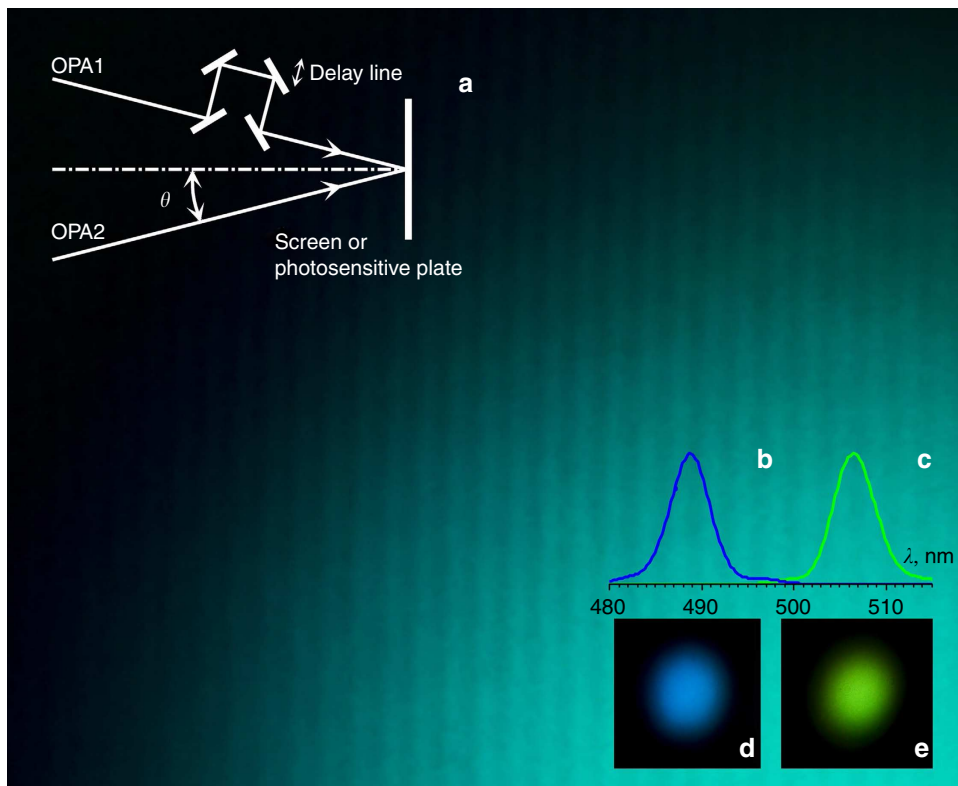 OPA1
Delay line
a
θ
OPA2
Screen or
photosensitive plate
b
c
λ, nm
480 490 500 510
d
e